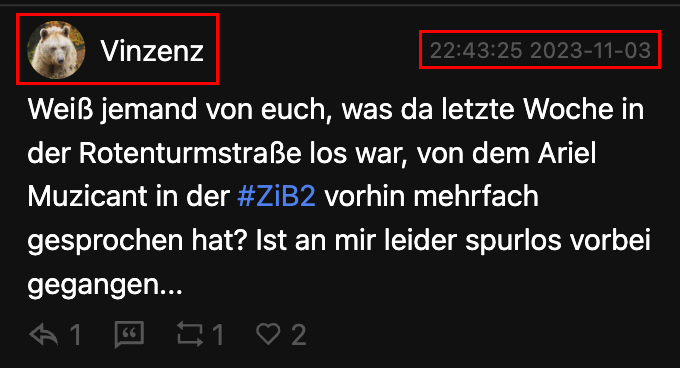 Vinzenz
22:43:25 2023-11-03
Weiß jemand von euch, was da letzte Woche in
der Rotenturmstraße los war, von dem Ariel
Muzicant in der #ZiB2 vorhin mehrfach
gesprochen hat? Ist an mir leider spurlos vorbei
gegangen...
1 1 2